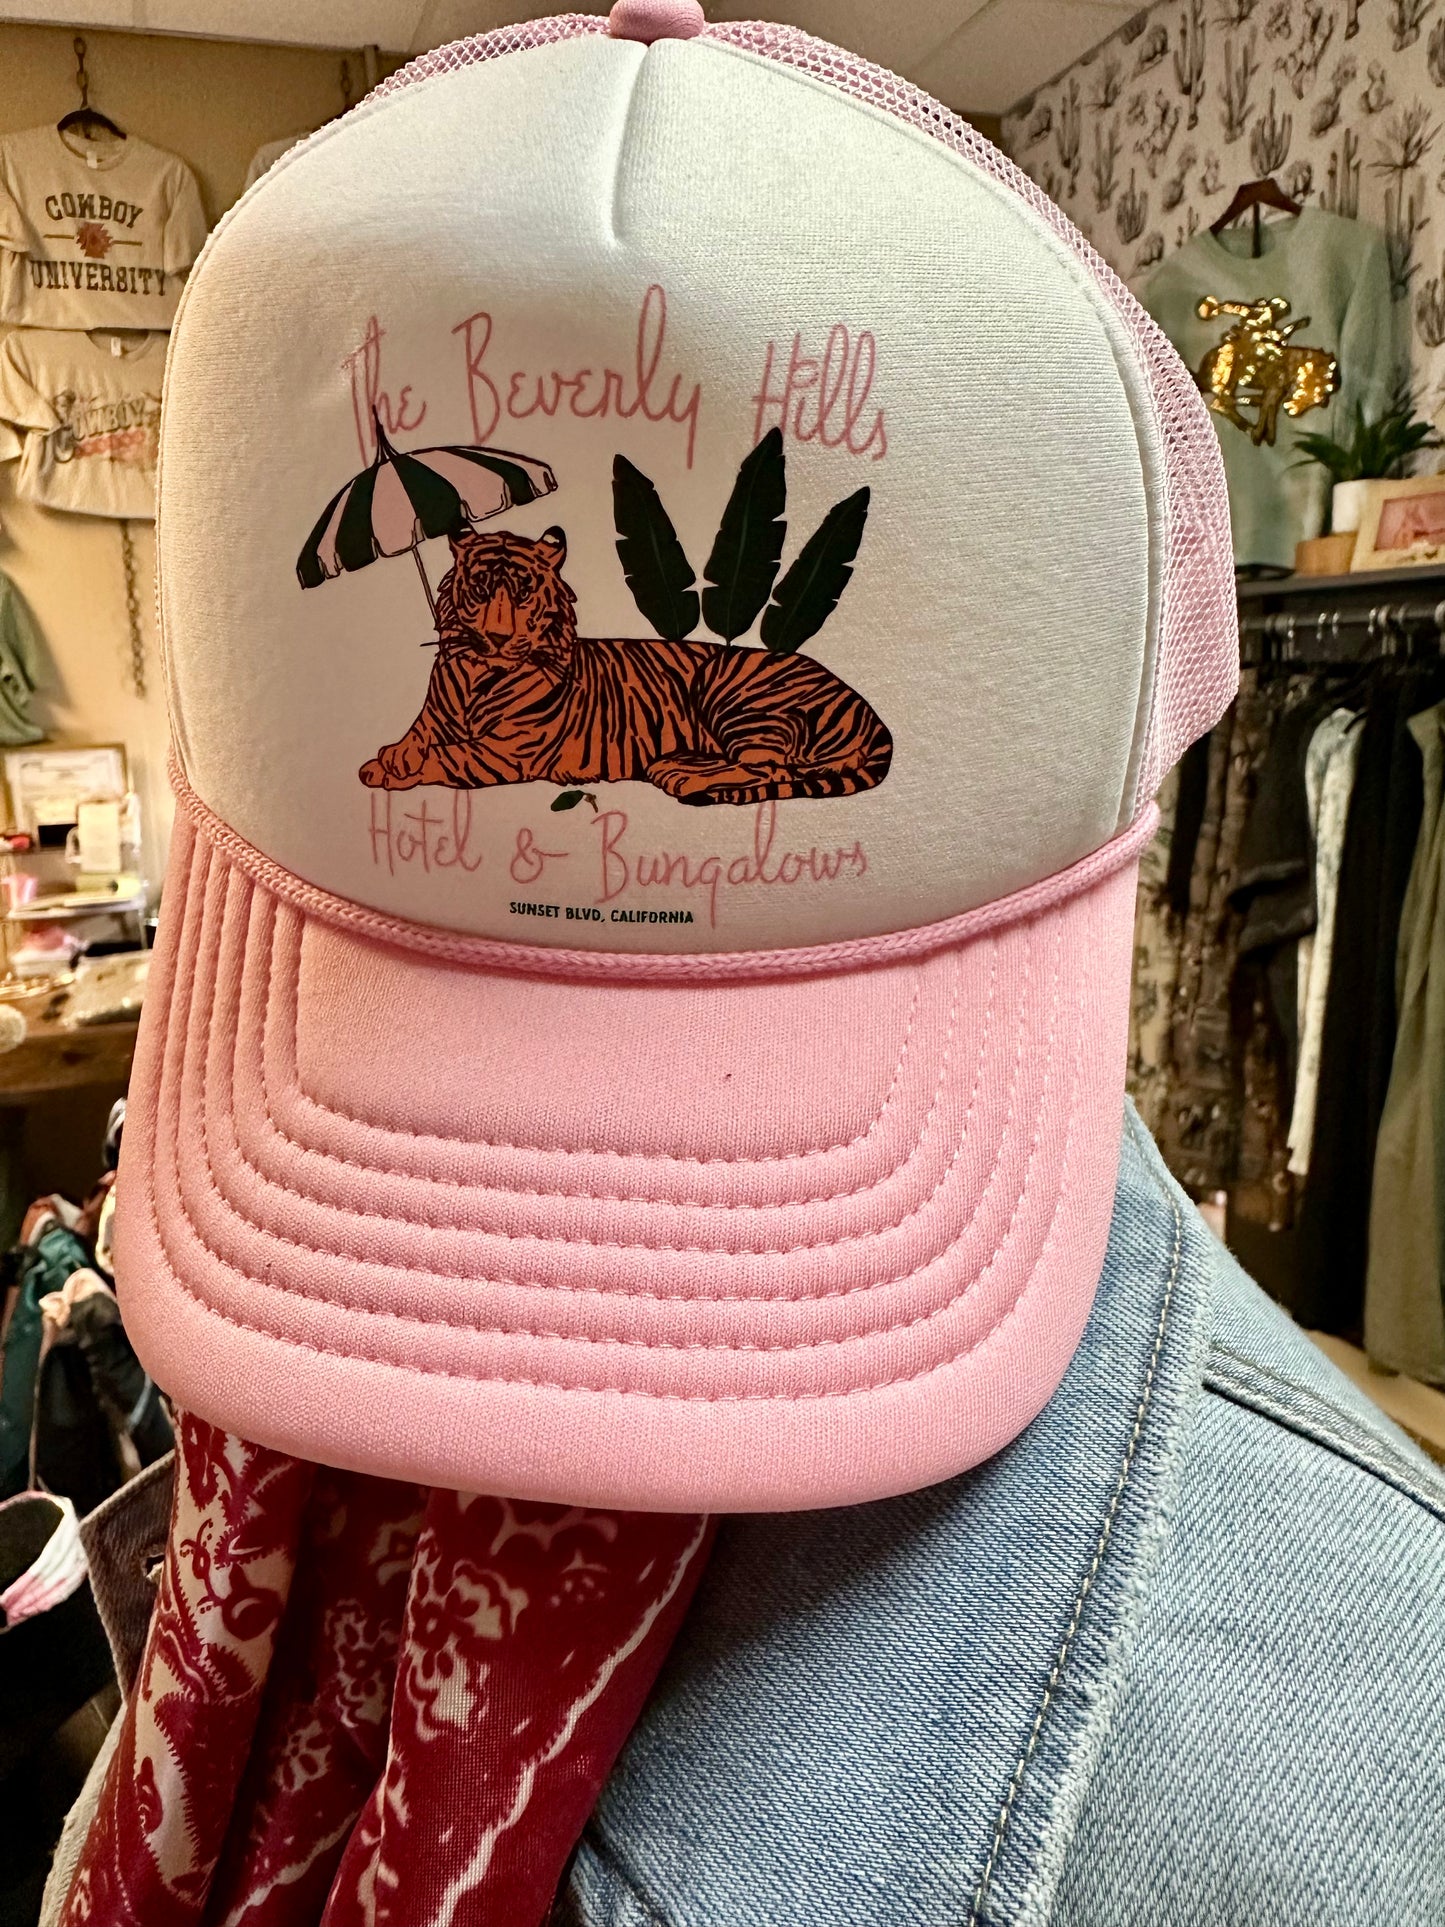 COWBOY
UNIVERSITY
The Beverly Hills
Hotel & Bungalows
SUNSET BLVD, CALIFORNIA